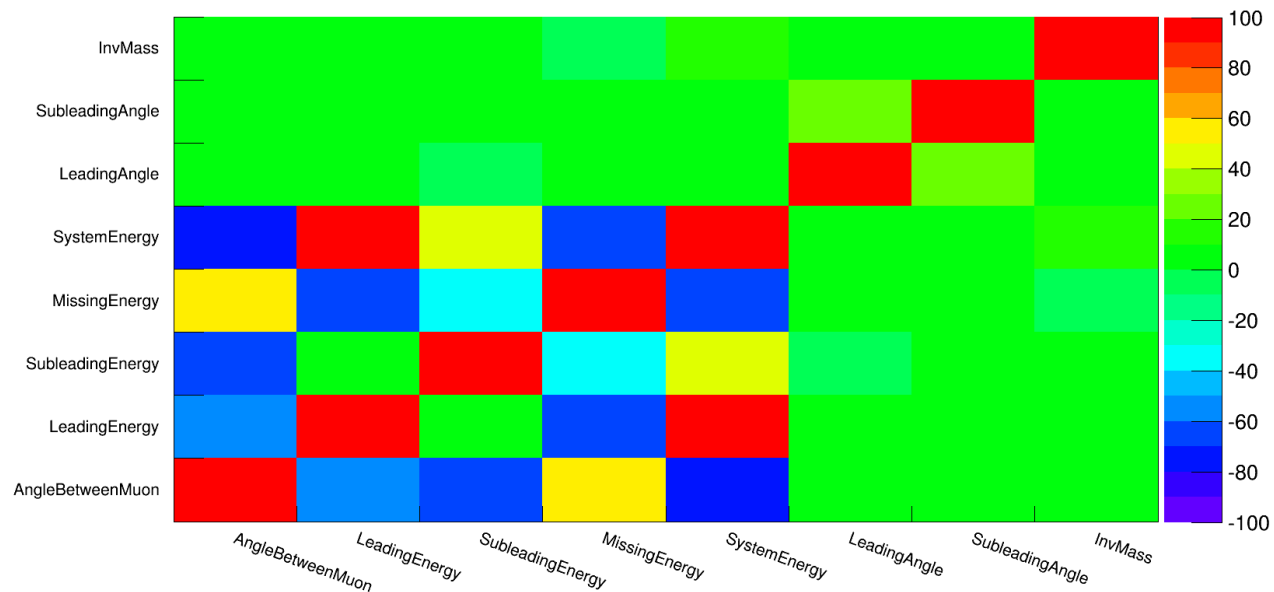 InvMass
SubleadingAngle
LeadingAngle
SystemEnergy
MissingEnergy
SubleadingEnergy
LeadingEnergy
AngleBetweenMuon
AngleBetweenMuon
LeadingEnergy
SubleadingEnergy
MissingEnergy
SystemEnergy
LeadingAngle
SubleadingAngle
InvMass
100
80
60
40
20
0
-20
-40
-60
-80
-100